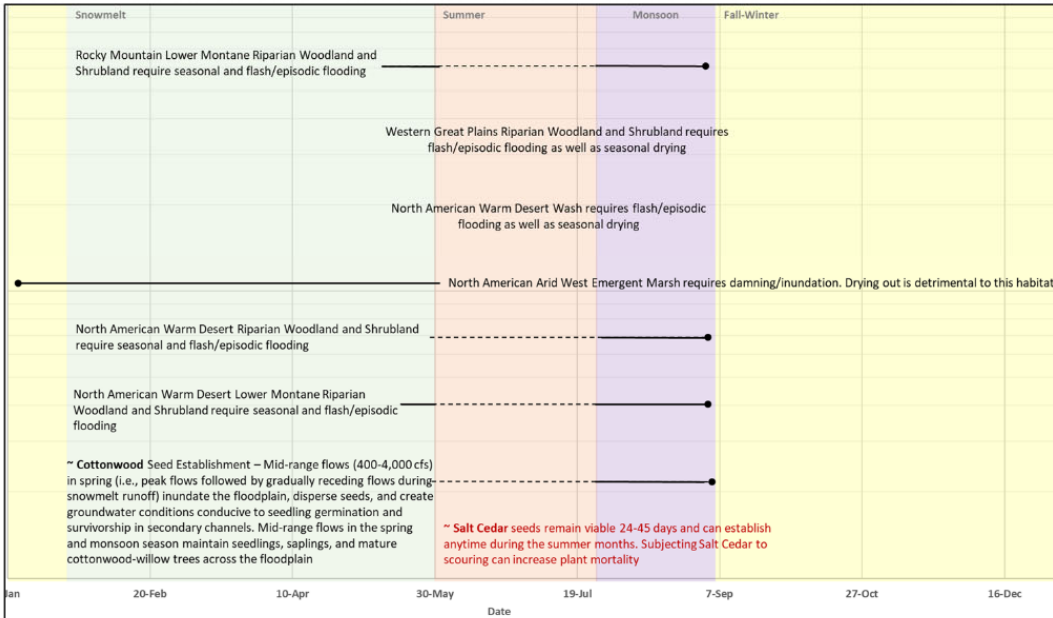 Snowmelt Summer Monsoon Fall-Winter
Rocky Mountain Lower Montane Riparian Woodland and
Shrubland require seasonal and flash/episodic flooding
Western Great Plains Riparian Woodland and Shrubland requires
flash/episodic flooding as well as seasonal drying
North American Warm Desert Wash requires flash/episodic
flooding as well as seasonal drying
North American Arid West Emergent Marsh requires damning/inundation. Drying out is detrimental to this habitat
North American Warm Desert Riparian Woodland and Shrubland
require seasonal and flash/episodic flooding
North American Warm Desert Lower Montane Riparian
Woodland and Shrubland require seasonal and flash/episodic
flooding
~ Cottonwood Seed Establishment – Mid-range flows (400-4,000 cfs)
in spring (i.e., peak flows followed by gradually receding flows during
snowmelt runoff) inundate the floodplain, disperse seeds, and create
groundwater conditions conducive to seedling germination and
survivorship in secondary channels. Mid-range flows in the spring
and monsoon season maintain seedlings, saplings, and mature
cottonwood-willow trees across the floodplain
~ Salt Cedar seeds remain viable 24-45 days and can establish
anytime during the summer months. Subjecting Salt Cedar to
scouring can increase plant mortality
Jan 20-Feb 10-Apr 30-May 19-Jul 7-Sep 27-Oct 16-Dec
Date